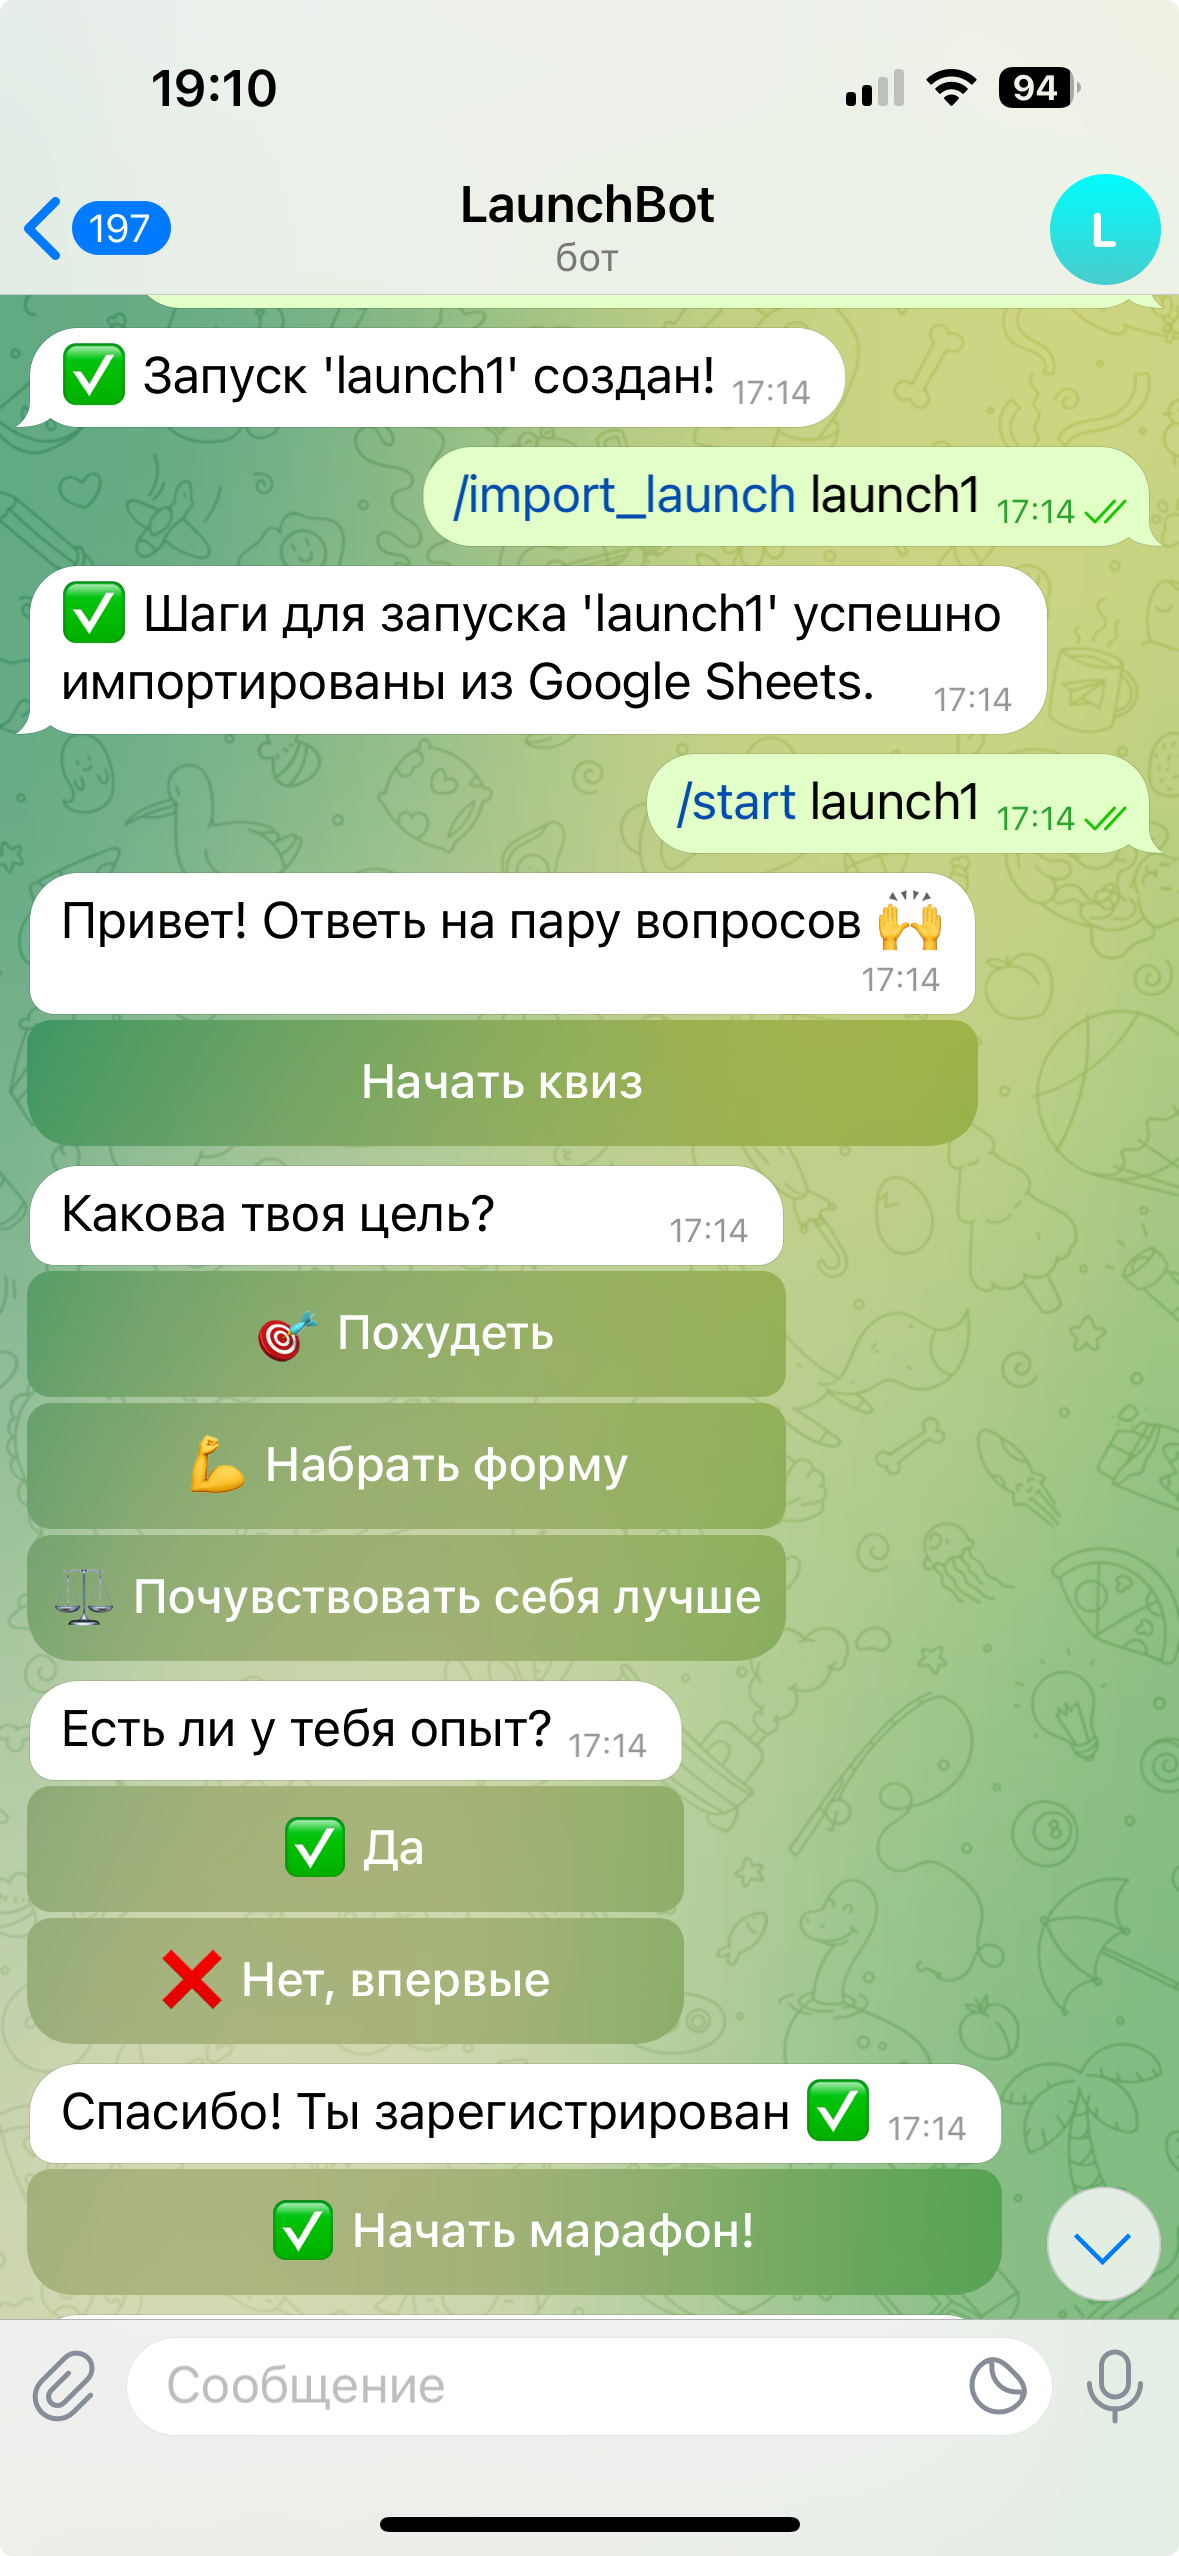 19:10
94
197
LaunchBot
бот
L
✅ Запуск 'launch1' создан! 17:14
/import_launch launch1 17:14
✅ Шаги для запуска 'launch1' успешно
импортированы из Google Sheets. 17:14
/start launch1 17:14
Привет! Ответь на пару вопросов 🙌
17:14
Начать квиз
Какова твоя цель? 17:14
🎯 Похудеть
💪 Набрать форму
⚖️ Почувствовать себя лучше
Есть ли у тебя опыт? 17:14
✅ Да
❌ Нет, впервые
Спасибо! Ты зарегистрирован ✅ 17:14
✅ Начать марафон!
Сообщение